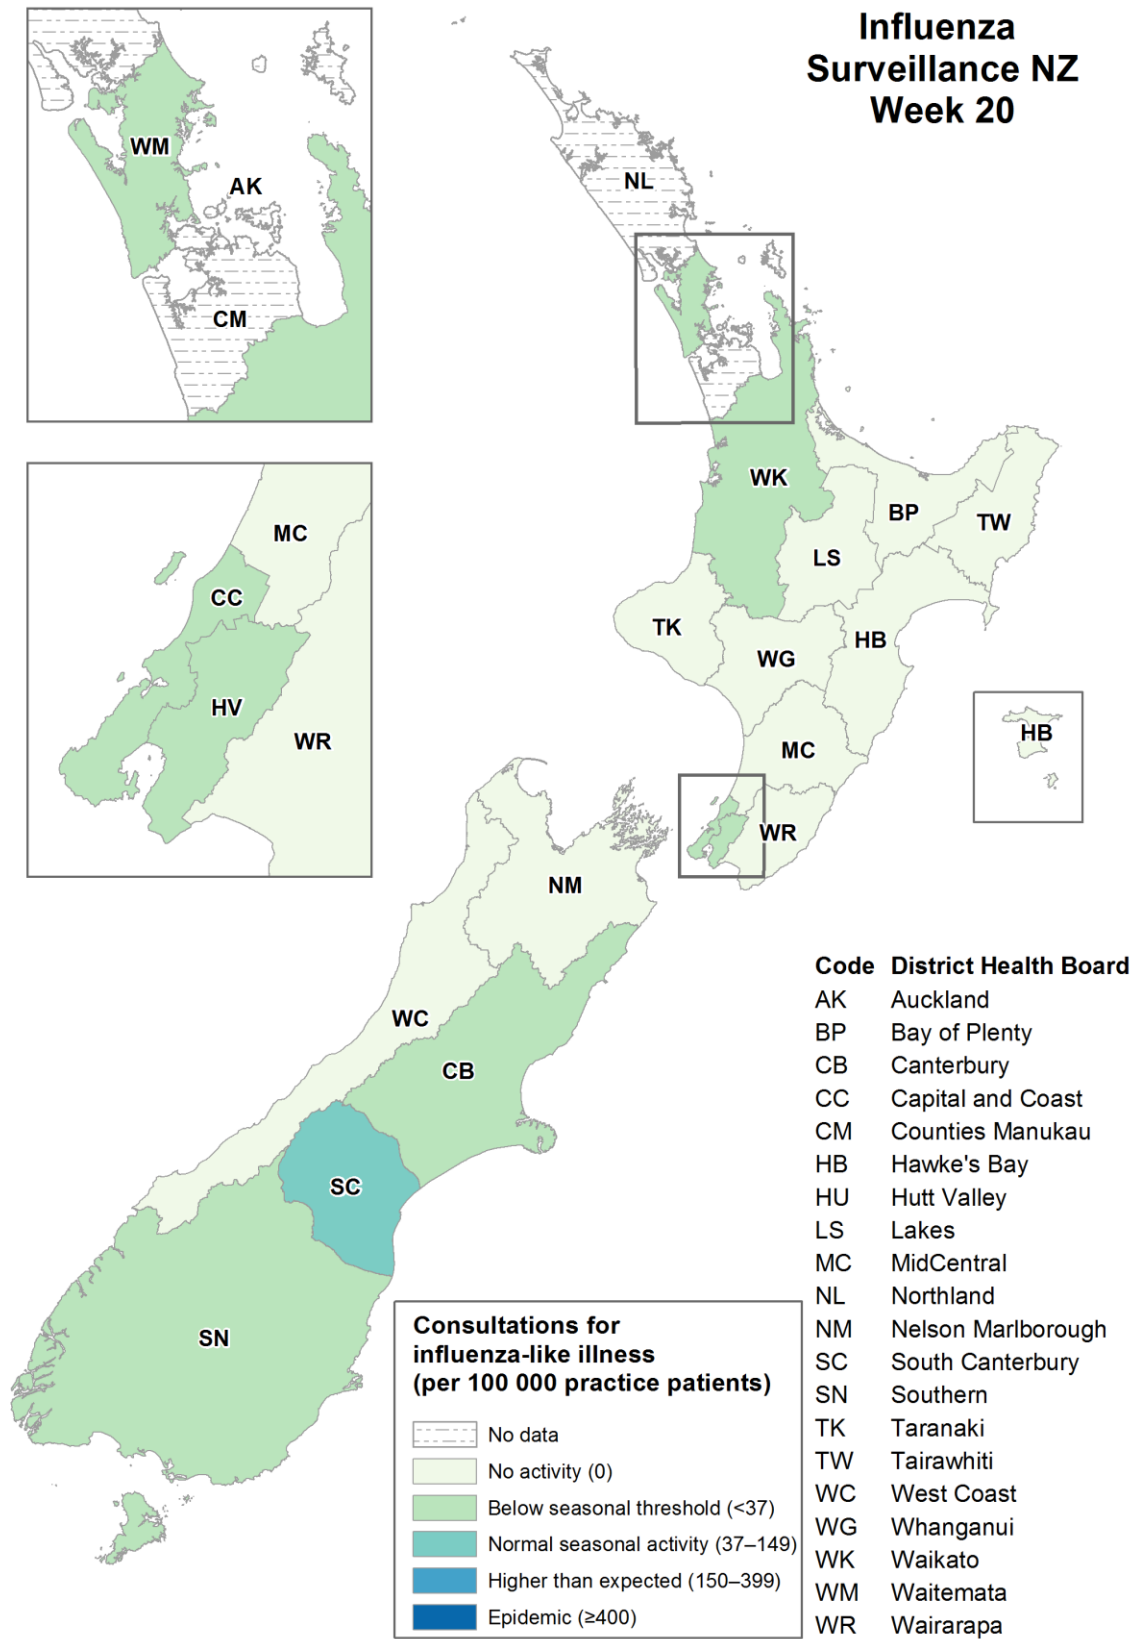 Influenza
Surveillance NZ
Week 20
WM
AK
CM
NL
WK
BP
TW
LS
TK
WG
HB
MC
WR
HB
MC
CC
HV
WR
NM
WC
CB
SC
SN
Code District Health Board
AK Auckland
BP Bay of Plenty
CB Canterbury
CC Capital and Coast
CM Counties Manukau
HB Hawke's Bay
HU Hutt Valley
LS Lakes
MC MidCentral
NL Northland
NM Nelson Marlborough
SC South Canterbury
SN Southern
TK Taranaki
TW Tairawhiti
WC West Coast
WG Whanganui
WK Waikato
WM Waitemata
WR Wairarapa
Consultations for
influenza-like illness
(per 100 000 practice patients)
No data
No activity (0)
Below seasonal threshold (<37)
Normal seasonal activity (37–149)
Higher than expected (150–399)
Epidemic (≥400)